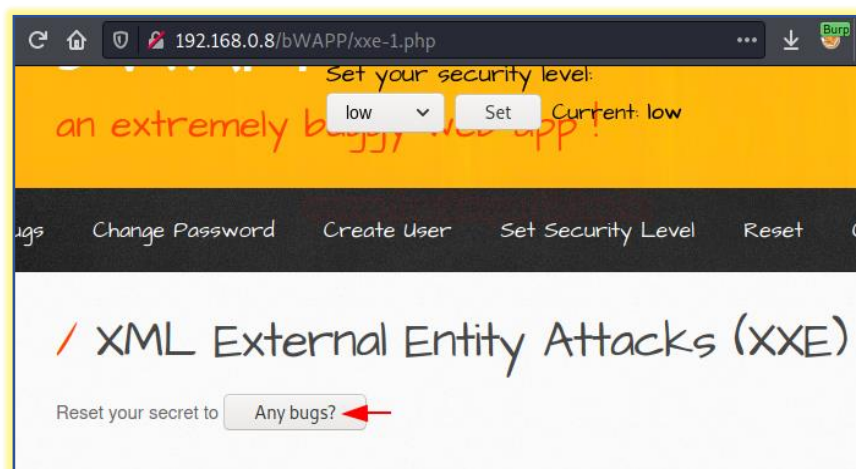 192.168.0.8/bWAPP/xxe-1.php
Burp
Set your security level:
low Set Current: low
an extremely buggy web app !
ugs Change Password Create User Set Security Level Reset
/ XML External Entity Attacks (XXE)
Reset your secret to Any bugs?